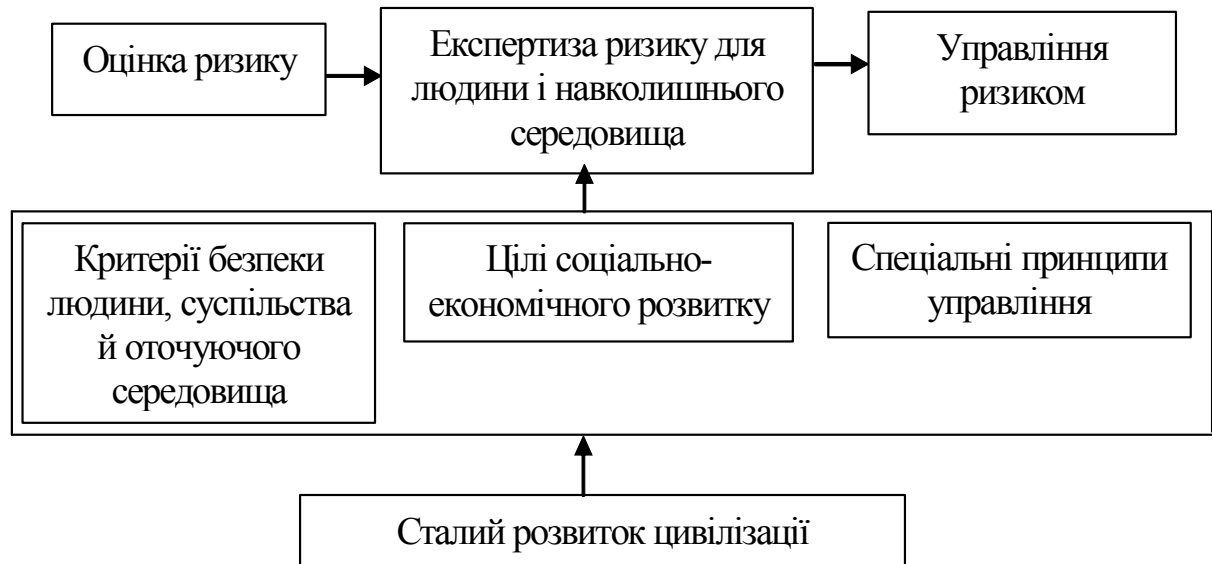 Оцінка ризику
Експертиза ризику для
людини і навколишнього
середовища
Управління
ризиком
Критерії безпеки
людини, суспільства
й оточуючого
середовища
Цілі соціально-
економічного розвитку
Спеціальні принципи
управління
Сталий розвиток цивілізації